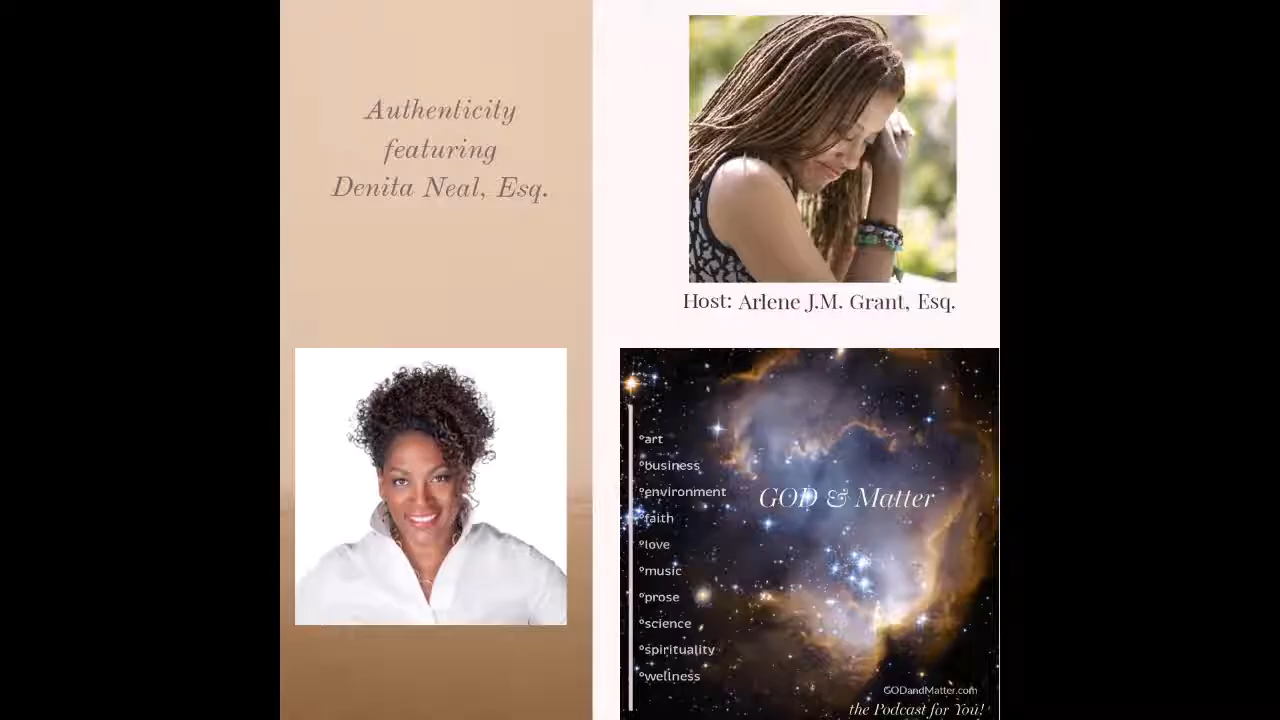 Authenticity
featuring
Denita Neal, Esq.
Host: Arlene J.M. Grant, Esq.
°art
°business
°environment
°faith
°love
°music
°prose
°science
°spirituality
°wellness
GOD & Matter
GODandMatter.com
the Podcast for You!